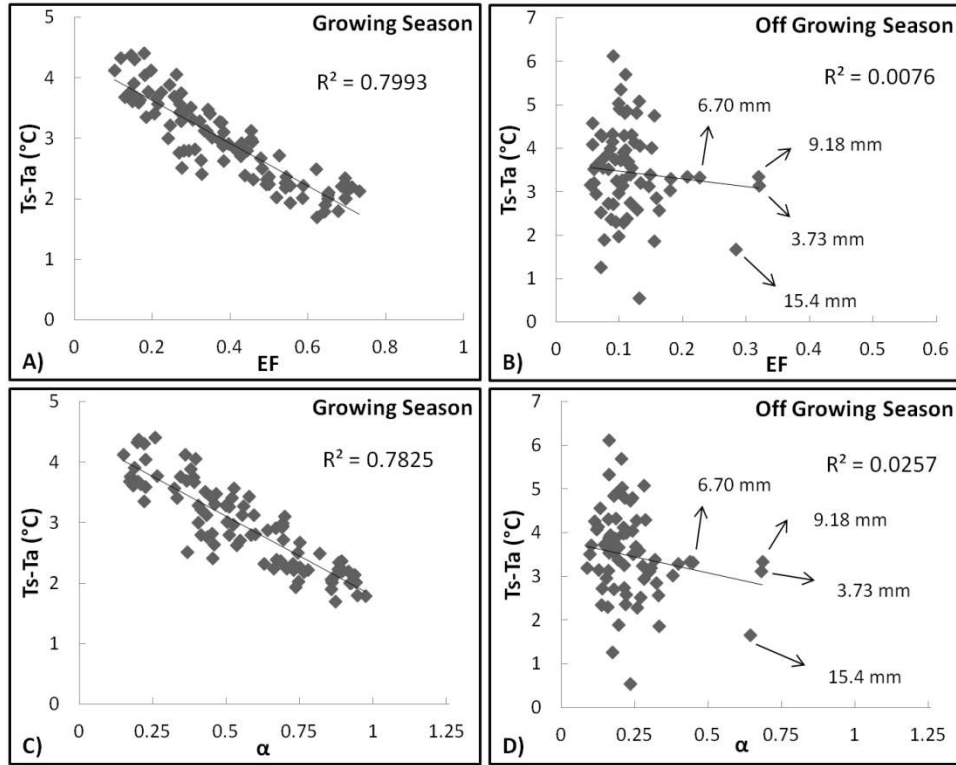 Growing Season
R² = 0.7993
Ts-Ta (°C)
5
4
3
2
1
0
0 0.2 0.4 0.6 0.8 1
A)
EF
Off Growing Season
R² = 0.0076
6.70 mm
9.18 mm
3.73 mm
15.4 mm
Ts-Ta (°C)
7
6
5
4
3
2
1
0
0 0.1 0.2 0.3 0.4 0.5 0.6
B)
EF
Growing Season
R² = 0.7825
Ts-Ta (°C)
5
4
3
2
1
0
0 0.25 0.5 0.75 1 1.25
C)
α
Off Growing Season
R² = 0.0257
6.70 mm
9.18 mm
3.73 mm
15.4 mm
Ts-Ta (°C)
7
6
5
4
3
2
1
0
0 0.25 0.5 0.75 1 1.25
D)
α